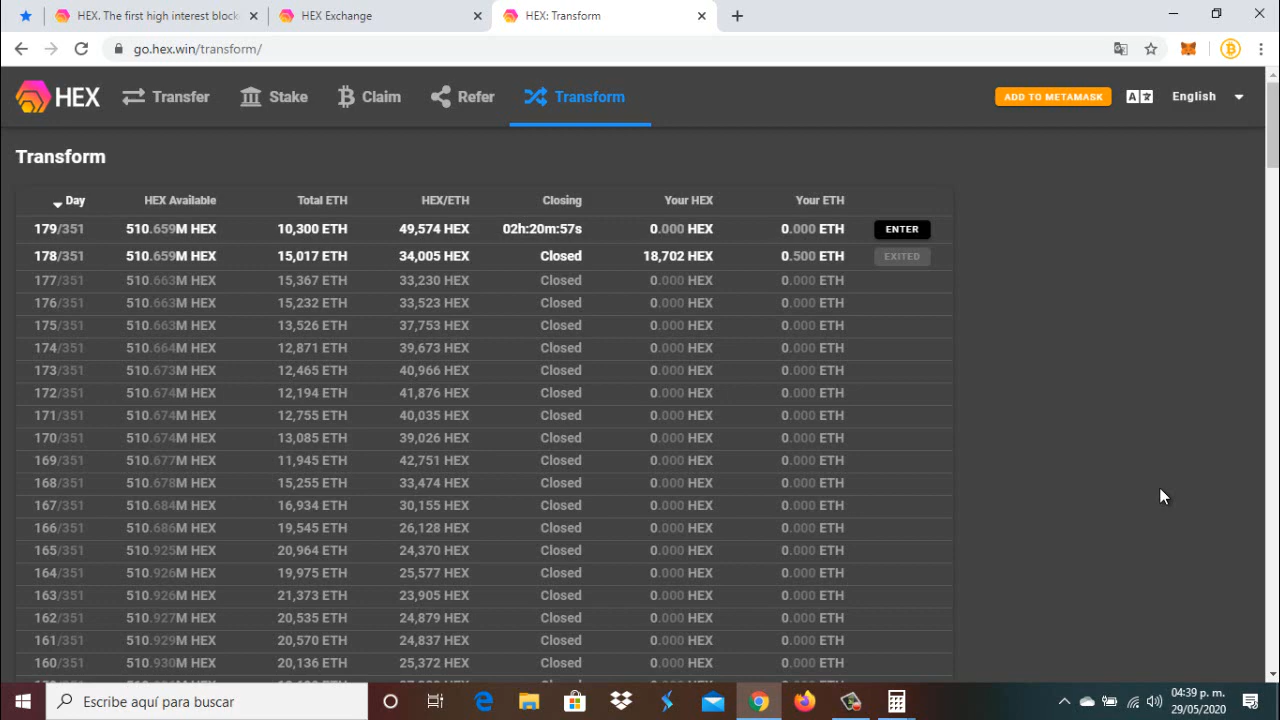 HEX. The first high interest block
HEX Exchange
HEX: Transform
go.hex.win/transform/
HEX Transfer Stake Claim Refer Transform ADD TO METAMASK English
Transform
Day HEX Available Total ETH HEX/ETH Closing Your HEX Your ETH
179/351 510.659M HEX 10,300 ETH 49,574 HEX 02h:20m:57s 0.000 HEX 0.000 ETH ENTER
178/351 510.659M HEX 15,017 ETH 34,005 HEX Closed 18,702 HEX 0.500 ETH EXITED
177/351 510.663M HEX 15,367 ETH 33,230 HEX Closed 0.000 HEX 0.000 ETH
176/351 510.663M HEX 15,232 ETH 33,523 HEX Closed 0.000 HEX 0.000 ETH
175/351 510.663M HEX 13,526 ETH 37,753 HEX Closed 0.000 HEX 0.000 ETH
174/351 510.664M HEX 12,871 ETH 39,673 HEX Closed 0.000 HEX 0.000 ETH
173/351 510.673M HEX 12,465 ETH 40,966 HEX Closed 0.000 HEX 0.000 ETH
172/351 510.674M HEX 12,194 ETH 41,876 HEX Closed 0.000 HEX 0.000 ETH
171/351 510.674M HEX 12,755 ETH 40,035 HEX Closed 0.000 HEX 0.000 ETH
170/351 510.674M HEX 13,085 ETH 39,026 HEX Closed 0.000 HEX 0.000 ETH
169/351 510.677M HEX 11,945 ETH 42,751 HEX Closed 0.000 HEX 0.000 ETH
168/351 510.678M HEX 15,255 ETH 33,474 HEX Closed 0.000 HEX 0.000 ETH
167/351 510.684M HEX 16,934 ETH 30,155 HEX Closed 0.000 HEX 0.000 ETH
166/351 510.686M HEX 19,545 ETH 26,128 HEX Closed 0.000 HEX 0.000 ETH
165/351 510.925M HEX 20,964 ETH 24,370 HEX Closed 0.000 HEX 0.000 ETH
164/351 510.926M HEX 19,975 ETH 25,577 HEX Closed 0.000 HEX 0.000 ETH
163/351 510.926M HEX 21,373 ETH 23,905 HEX Closed 0.000 HEX 0.000 ETH
162/351 510.927M HEX 20,535 ETH 24,879 HEX Closed 0.000 HEX 0.000 ETH
161/351 510.929M HEX 20,570 ETH 24,837 HEX Closed 0.000 HEX 0.000 ETH
160/351 510.930M HEX 20,136 ETH 25,372 HEX Closed 0.000 HEX 0.000 ETH
Escribe aquí para buscar
04:39 p. m.
29/05/2020